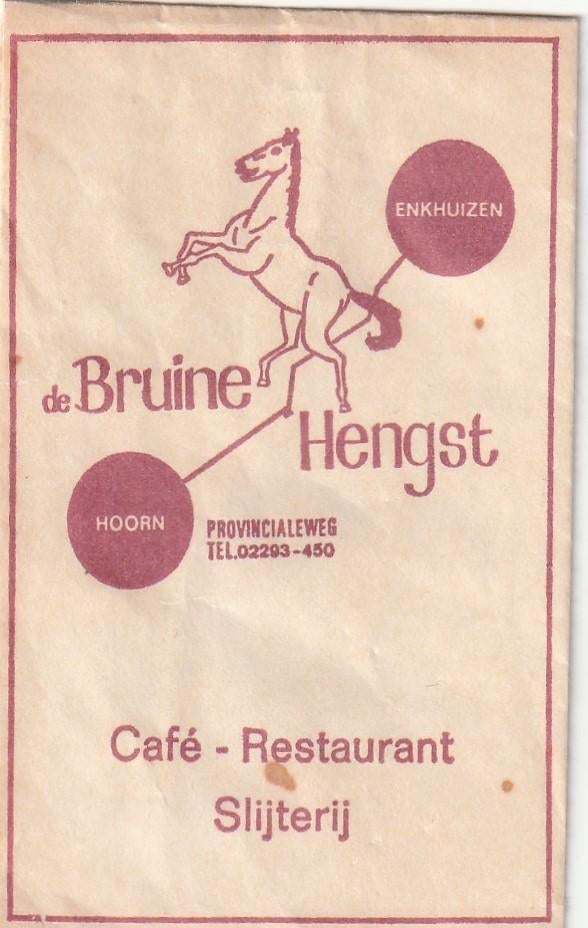 ENKHUIZEN
de Bruine
Hengst
HOORN
PROVINCIALEWEG
TEL.02293-450
Café - Restaurant
Slijterij